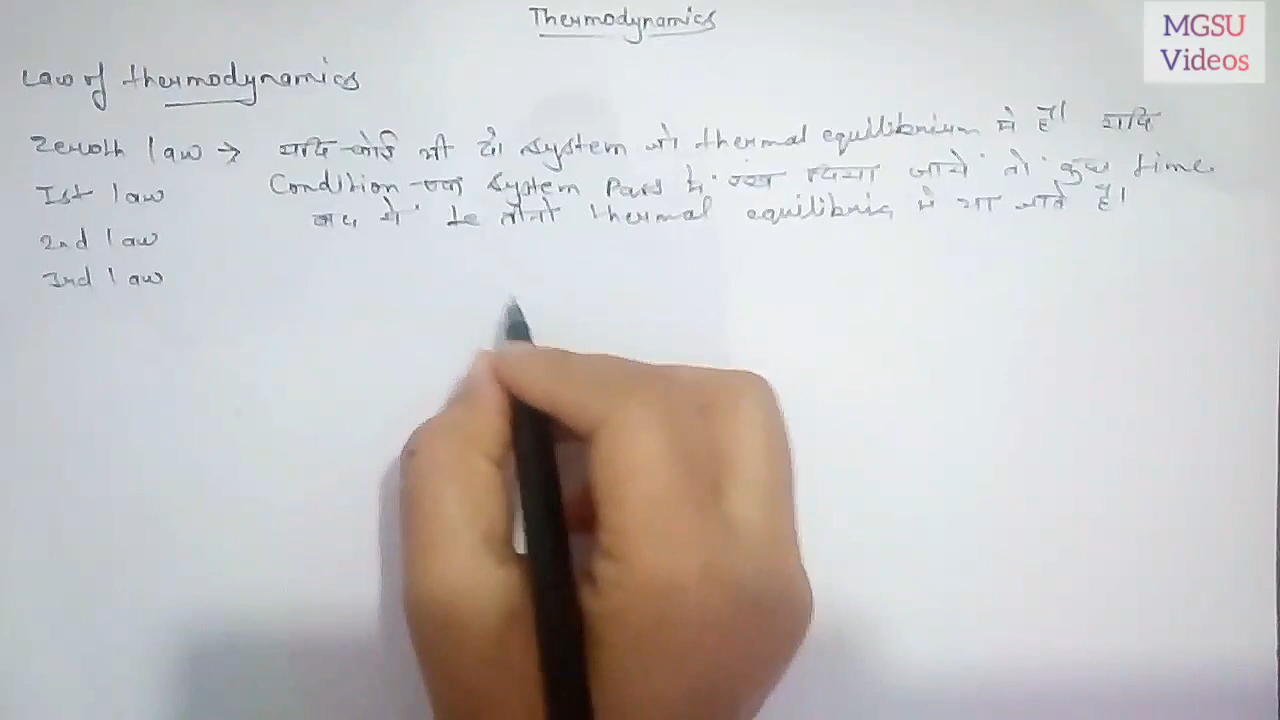 Thermodynamics
MGSU
Videos
Law of thermodynamics
Zeroth law → यदि कोई भी दो system जो thermal equilibrium मे है। यदि
Ist law Condition एक system Pars मे रख दिया जाये तो कुछ time
बाद मे तीनो thermal equilibria मे आ जाते है।
2nd law
3rd law